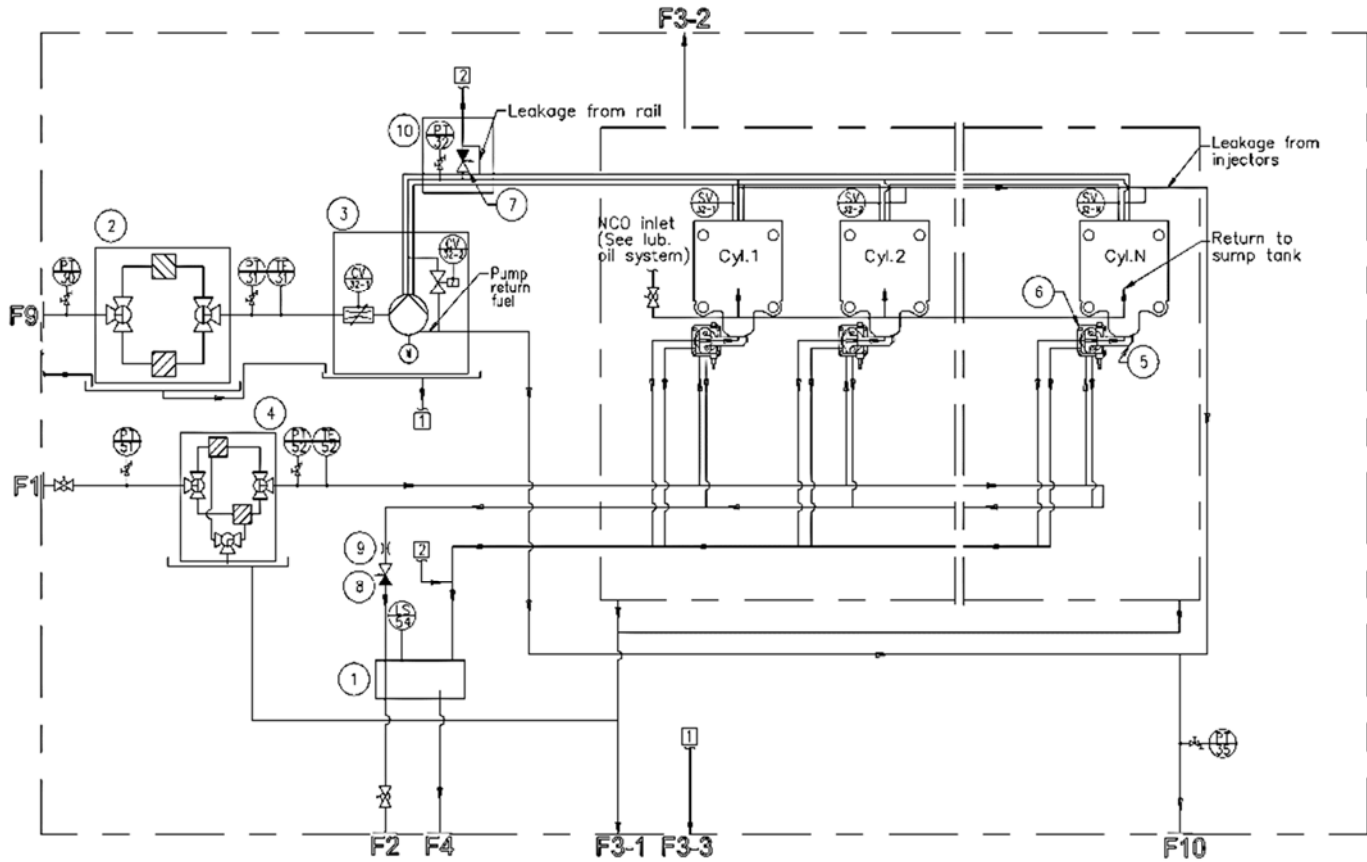 F3-2
2
Leakage from rail
10
PT
32
7
Leakage from
injectors
3
SV
32-1
SV
32-2
SV
32-N
2
NCO inlet
(See lub.
oil system)
Cyl.1
Cyl.2
Cyl.N
Return to
sump tank
PT
30
PT
31
TE
31
CV
32-1
CV
32-2
Pump
return
fuel
6
F9
M
5
1
4
PT
51
PT
52
TE
52
F1
9
2
8
LS
54
1
1
PT
35
F2
F4
F3-1
F3-3
F10